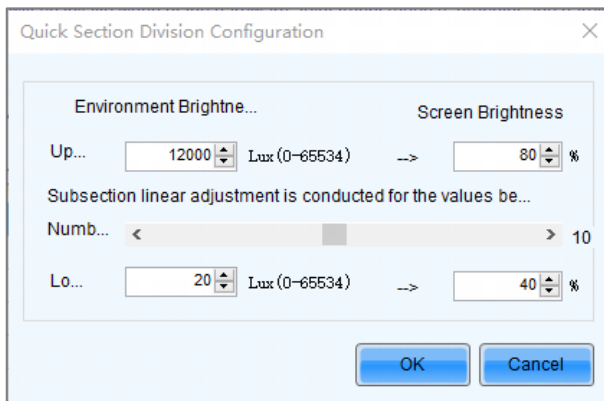 Quick Section Division Configuration
Environment Brightne... Screen Brightness
Up... 12000 Lux(0-65534) --> 80 %
Subsection linear adjustment is conducted for the values be...
Numb... 10
Lo... 20 Lux(0-65534) --> 40 %
OK Cancel